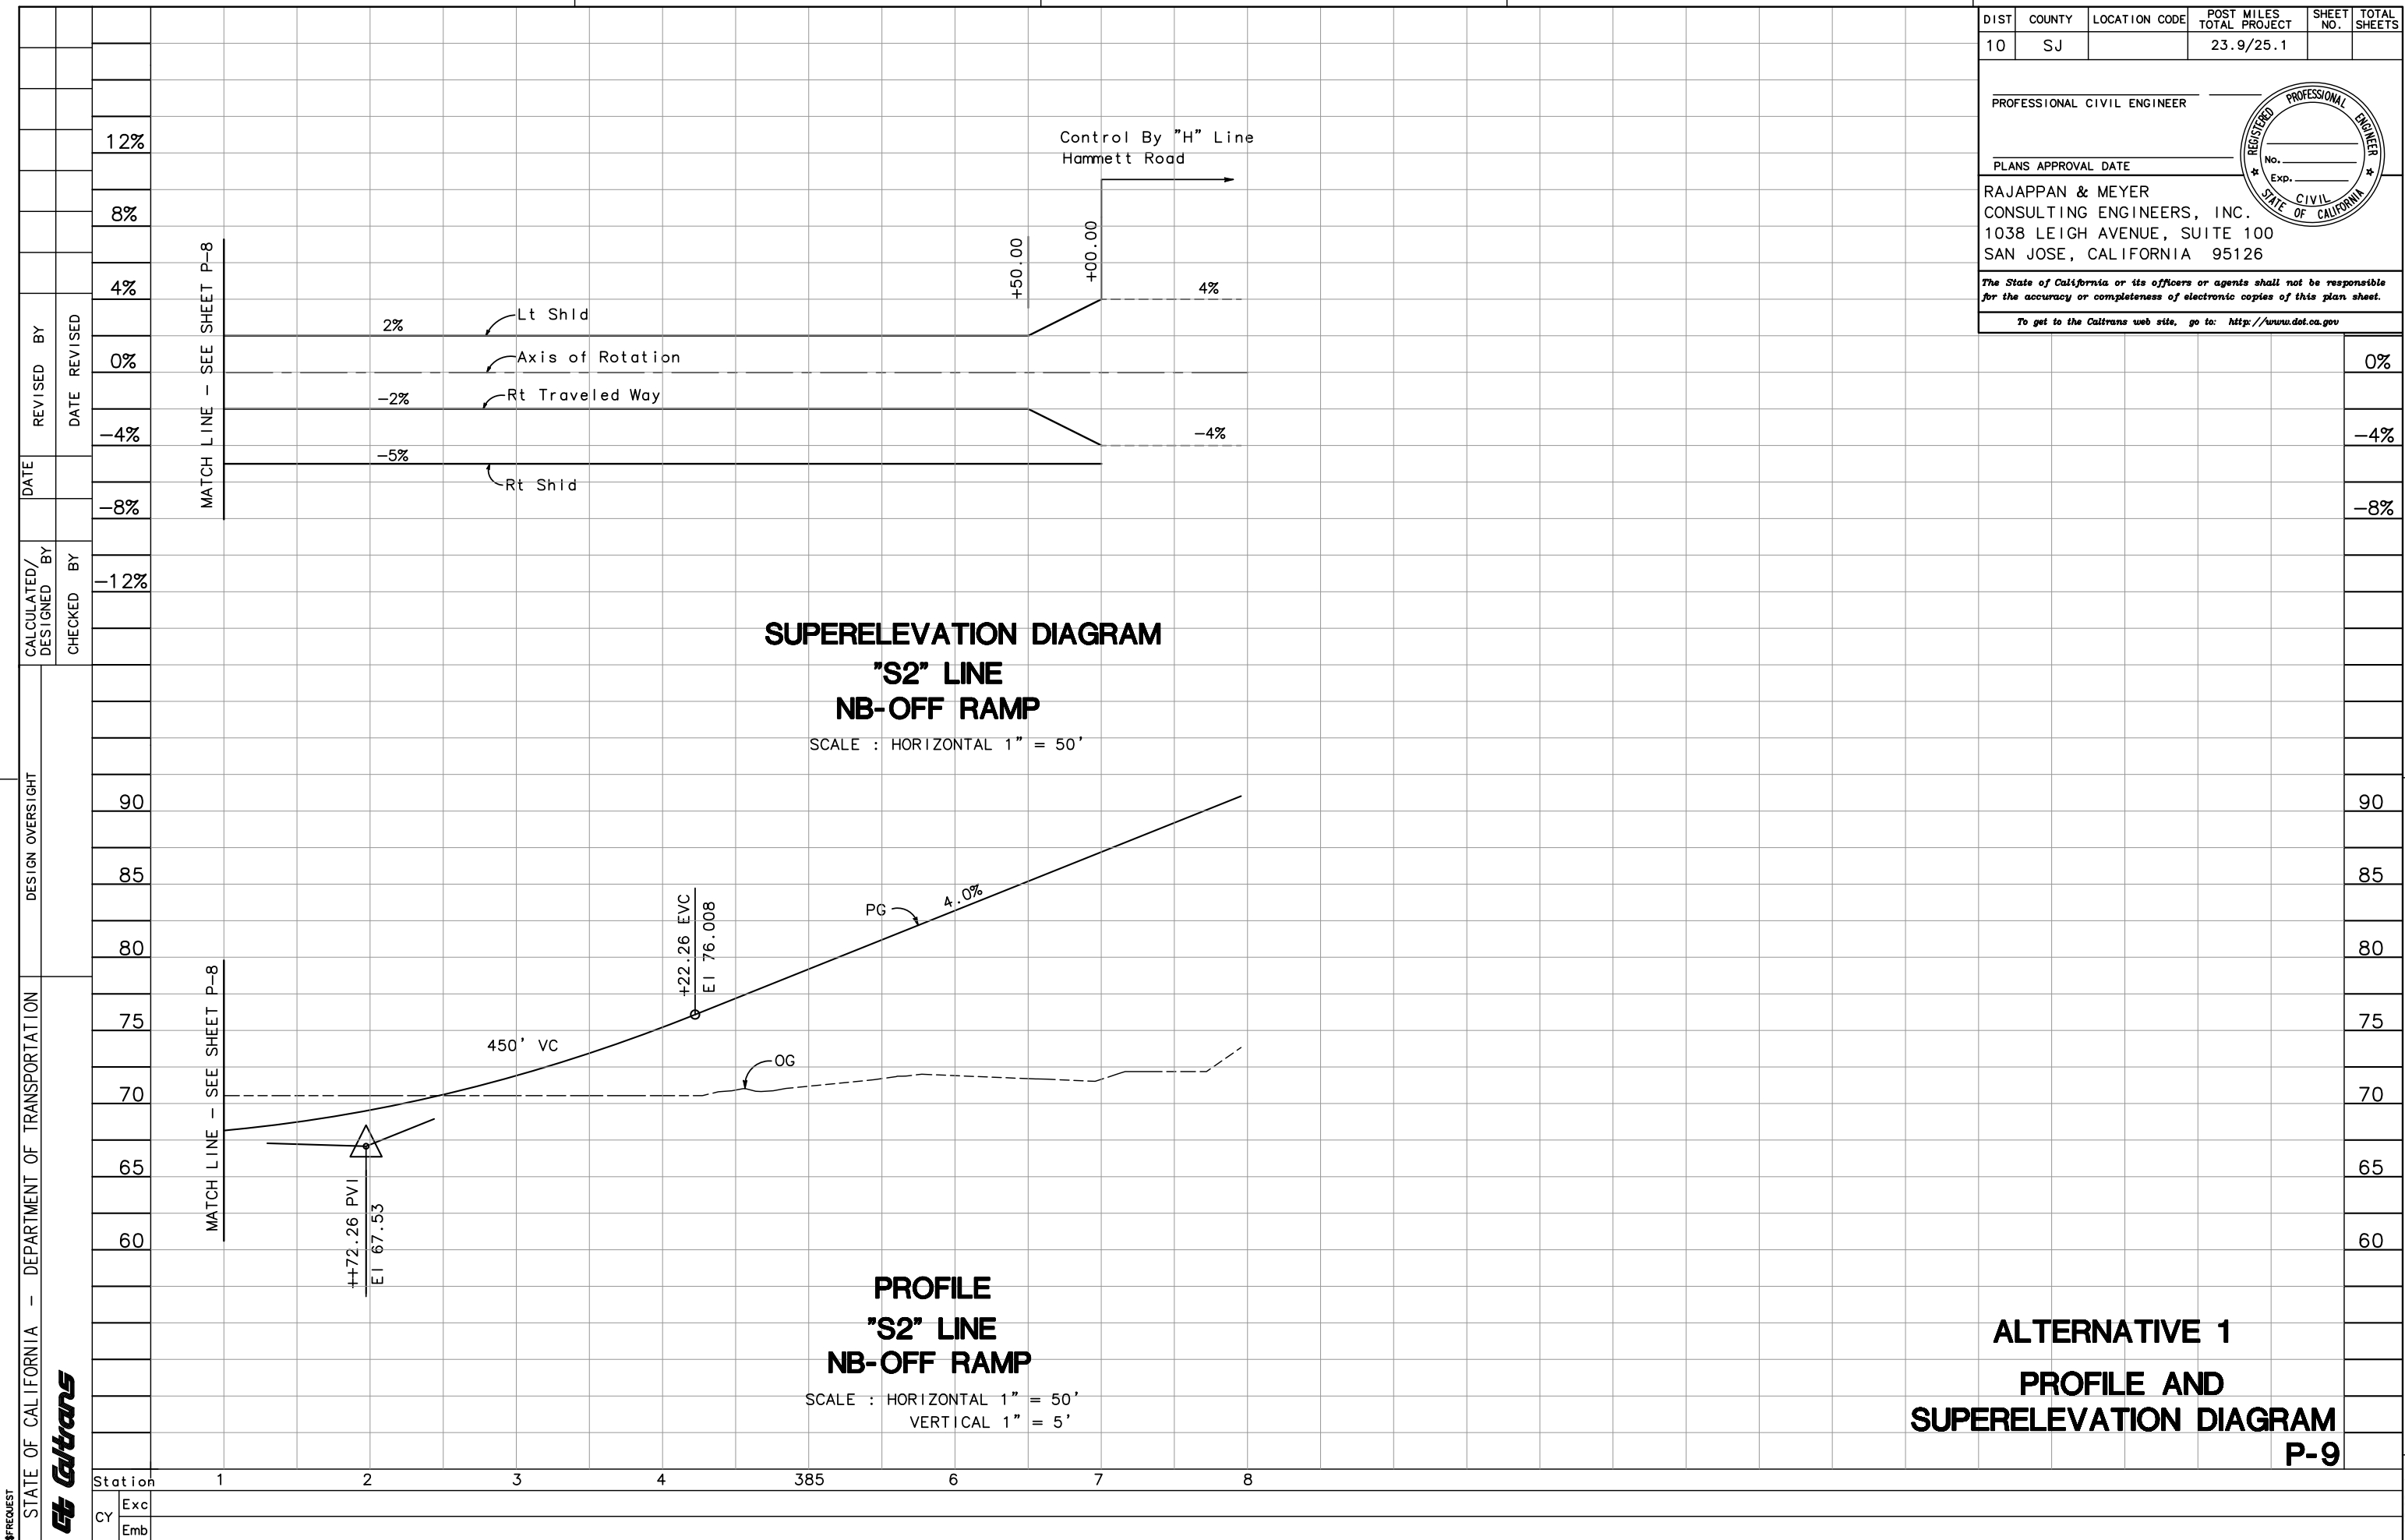 DIST COUNTY LOCATION CODE POST MILES TOTAL PROJECT SHEET NO. TOTAL SHEETS
10 SJ 23.9/25.1
PROFESSIONAL CIVIL ENGINEER
PLANS APPROVAL DATE
REGISTERED PROFESSIONAL ENGINEER
No.
Exp.
CIVIL
STATE OF CALIFORNIA
RAJAPPAN & MEYER
CONSULTING ENGINEERS, INC.
1038 LEIGH AVENUE, SUITE 100
SAN JOSE, CALIFORNIA 95126
The State of California or its officers or agents shall not be responsible
for the accuracy or completeness of electronic copies of this plan sheet.
To get to the Caltrans web site, go to: http://www.dot.ca.gov
12%
8%
4%
0%
-4%
-8%
-12%
0%
-4%
-8%
MATCH LINE - SEE SHEET P-8
Control By "H" Line
Hammett Road
+50.00
+00.00
4%
2%
Lt Shld
Axis of Rotation
-2%
Rt Traveled Way
-4%
-5%
Rt Shld
SUPERELEVATION DIAGRAM
"S2" LINE
NB-OFF RAMP
SCALE : HORIZONTAL 1" = 50'
90
85
80
75
70
65
60
90
85
80
75
70
65
60
MATCH LINE - SEE SHEET P-8
450' VC
+22.26 EVC
El 76.008
PG
4.0%
OG
++72.26 PVI
El 67.53
PROFILE
"S2" LINE
NB-OFF RAMP
SCALE : HORIZONTAL 1" = 50'
VERTICAL 1" = 5'
ALTERNATIVE 1
PROFILE AND
SUPERELEVATION DIAGRAM
P-9
Station 1 2 3 4 385 6 7 8
CY
Exc
Emb
REVISED BY
DATE REVISED
DATE
CALCULATED/
DESIGNED BY
CHECKED BY
DESIGN OVERSIGHT
STATE OF CALIFORNIA - DEPARTMENT OF TRANSPORTATION
ct Caltrans
$REQUEST